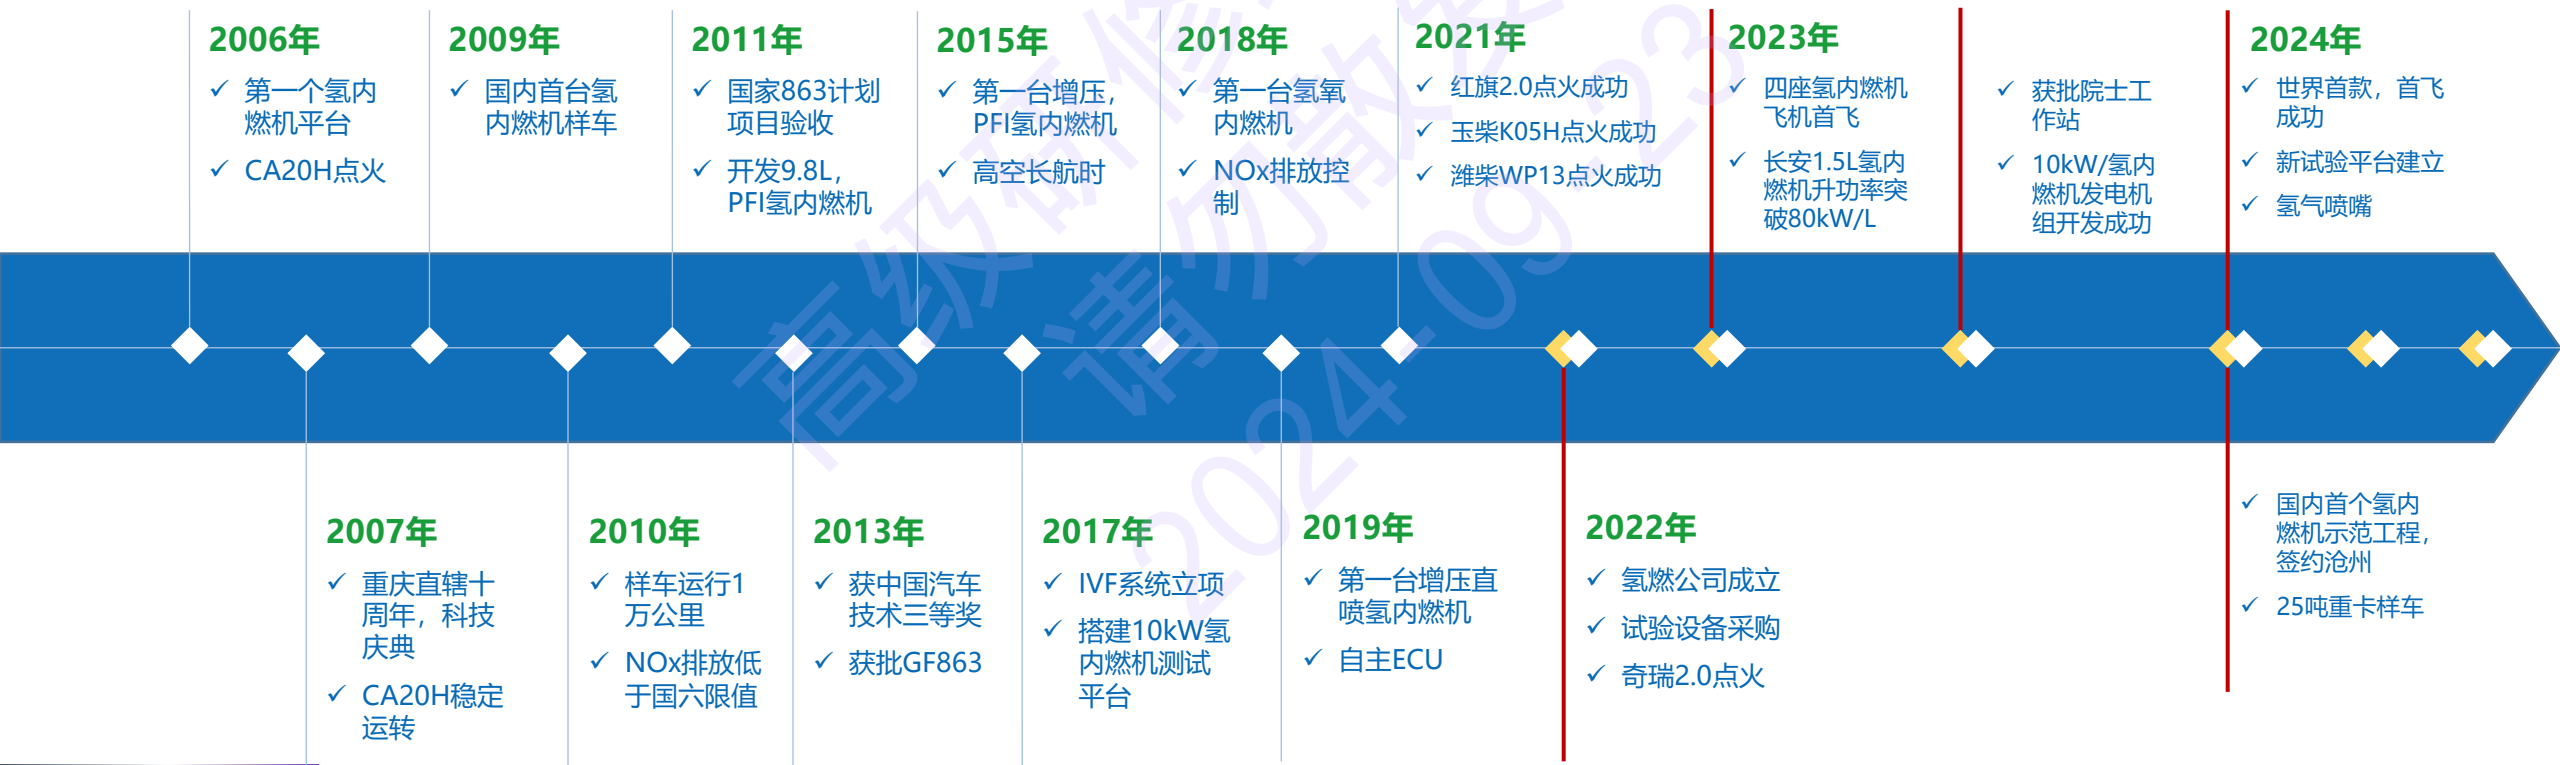 2006年
✓ 第一个氢内
燃机平台
✓ CA20H点火
2009年
✓ 国内首台氢
内燃机样车
2011年
✓ 国家863计划
项目验收
✓ 开发9.8L，
PFI氢内燃机
2015年
✓ 第一台增压，
PFI氢内燃机
✓ 高空长航时
2018年
✓ 第一台氢氧
内燃机
✓ NOx排放控
制
2021年
✓ 红旗2.0点火成功
✓ 玉柴K05H点火成功
✓ 潍柴WP13点火成功
2023年
✓ 四座氢内燃机
飞机首飞
✓ 长安1.5L氢内
燃机升功率突
破80kW/L
✓ 获批院士工
作站
✓ 10kW/氢内
燃机发电机
组开发成功
2024年
✓ 世界首款，首飞
成功
✓ 新试验平台建立
✓ 氢气喷嘴
2007年
✓ 重庆直辖十
周年，科技
庆典
✓ CA20H稳定
运转
2010年
✓ 样车运行1
万公里
✓ NOx排放低
于国六限值
2013年
✓ 获中国汽车
技术三等奖
✓ 获批GF863
2017年
✓ IVF系统立项
✓ 搭建10kW氢
内燃机测试
平台
2019年
✓ 第一台增压直
喷氢内燃机
✓ 自主ECU
2022年
✓ 氢燃公司成立
✓ 试验设备采购
✓ 奇瑞2.0点火
✓ 国内首个氢内
燃机示范工程，
签约沧州
✓ 25吨重卡样车
高级研修
请勿散发
2024-09-23